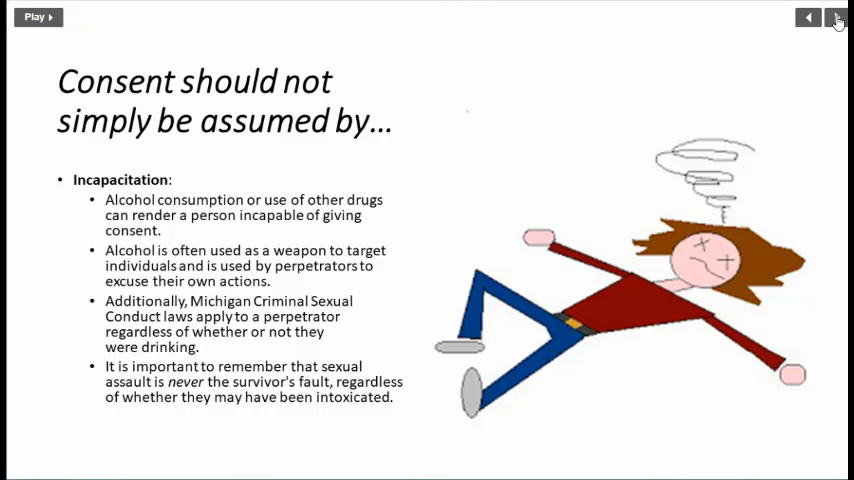 Play
Consent should not
simply be assumed by...
• Incapacitation:
• Alcohol consumption or use of other drugs
can render a person incapable of giving
consent.
• Alcohol is often used as a weapon to target
individuals and is used by perpetrators to
excuse their own actions.
• Additionally, Michigan Criminal Sexual
Conduct laws apply to a perpetrator
regardless of whether or not they
were drinking.
• It is important to remember that sexual
assault is never the survivor's fault, regardless
of whether they may have been intoxicated.